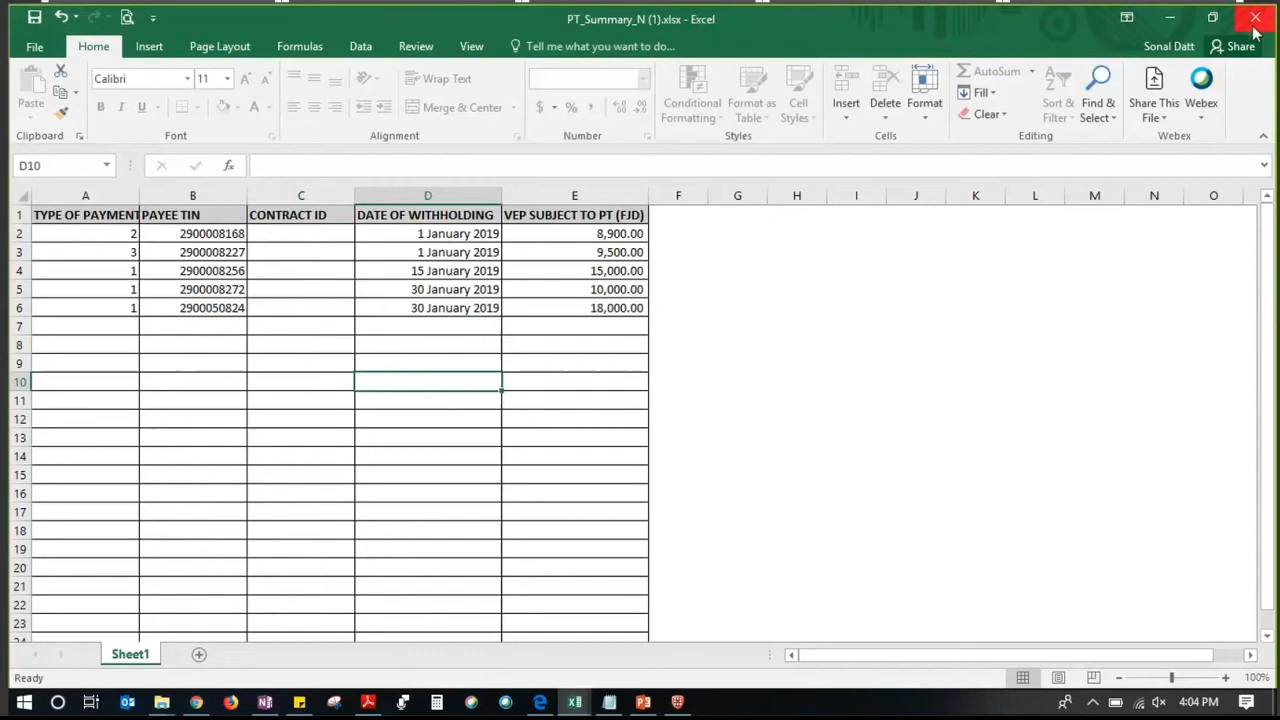 PT_Summary_N (1).xlsx - Excel
File Home Insert Page Layout Formulas Data Review View Tell me what you want to do... Sonal Datt Share
Paste Calibri 11 Wrap Text Merge & Center Conditional Formatting Format as Table Cell Styles Insert Delete Format AutoSum Fill Clear Sort & Filter Find & Select Share This File Webex
B I U A A A $ % ,
Clipboard Font Alignment Number Styles Cells Editing Webex
D10 fx
A B C D E F G H I J K L M N O
1 TYPE OF PAYMENT PAYEE TIN CONTRACT ID DATE OF WITHHOLDING VEP SUBJECT TO PT (FJD)
2 2 2900008168 1 January 2019 8,900.00
3 3 2900008227 1 January 2019 9,500.00
4 1 2900008256 15 January 2019 15,000.00
5 1 2900008272 30 January 2019 10,000.00
6 1 2900050824 30 January 2019 18,000.00
7
8
9
10
11
12
13
14
15
16
17
18
19
20
21
22
23
24
Sheet1
Ready 100%
4:04 PM